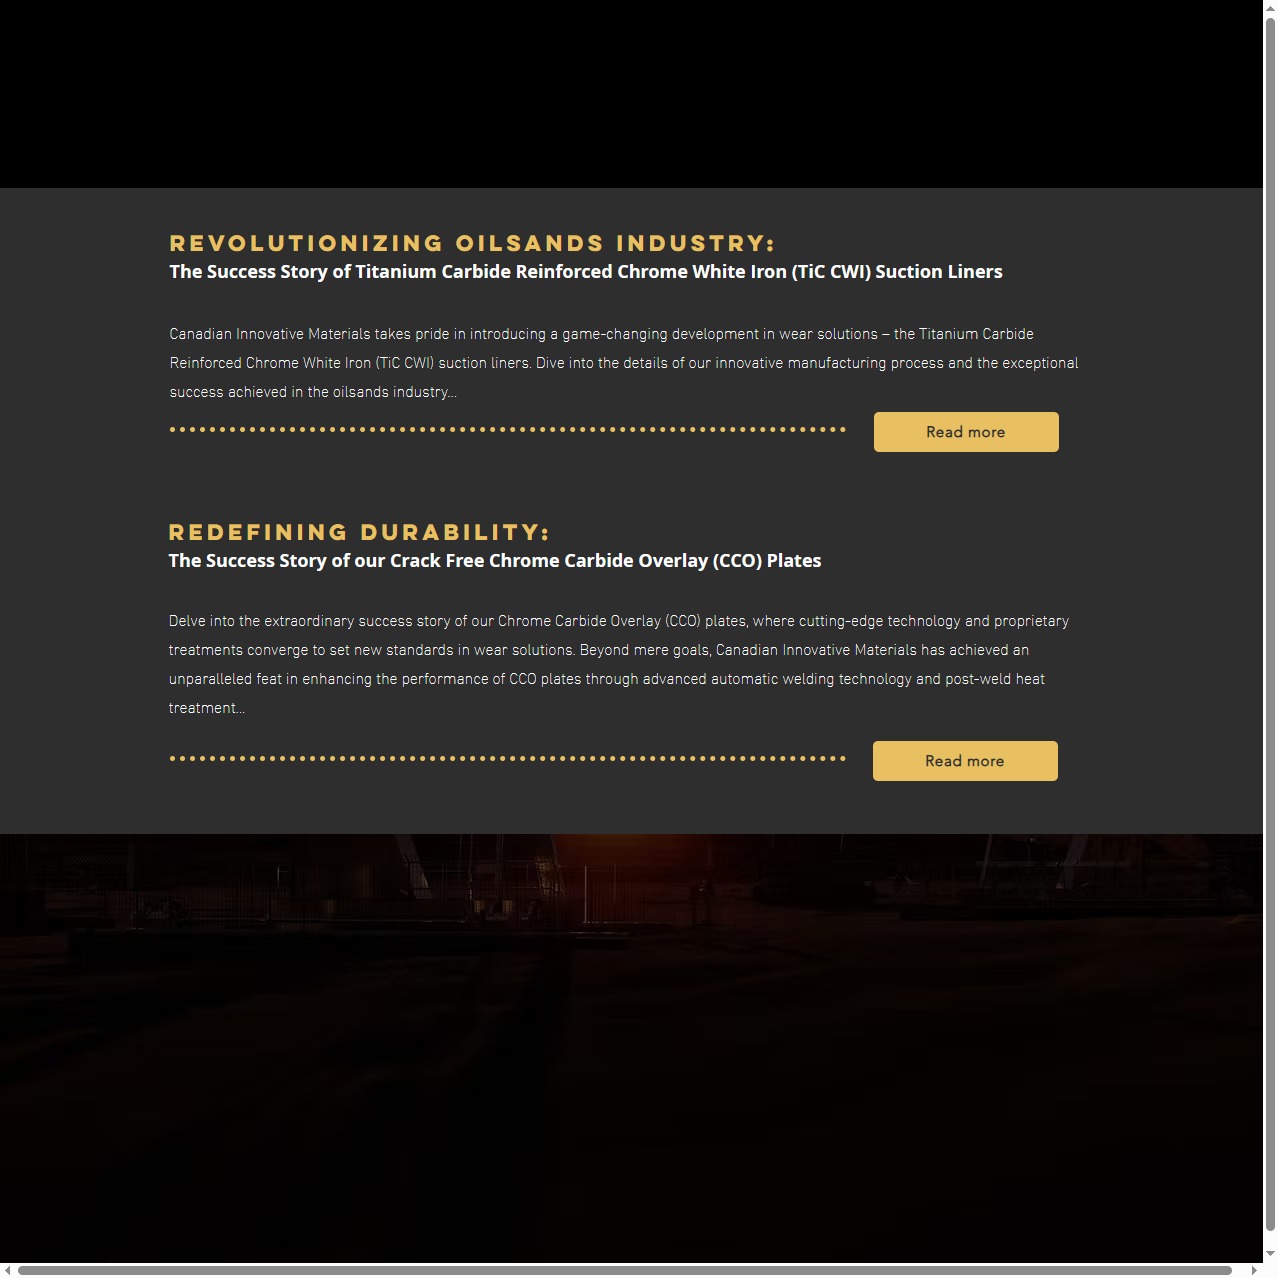 REVOLUTIONIZING OILSANDS INDUSTRY:
The Success Story of Titanium Carbide Reinforced Chrome White Iron (TiC CWI) Suction Liners
Canadian Innovative Materials takes pride in introducing a game-changing development in wear solutions – the Titanium Carbide
Reinforced Chrome White Iron (TiC CWI) suction liners. Dive into the details of our innovative manufacturing process and the exceptional
success achieved in the oilsands industry...
Read more
REDEFINING DURABILITY:
The Success Story of our Crack Free Chrome Carbide Overlay (CCO) Plates
Delve into the extraordinary success story of our Chrome Carbide Overlay (CCO) plates, where cutting-edge technology and proprietary
treatments converge to set new standards in wear solutions. Beyond mere goals, Canadian Innovative Materials has achieved an
unparalleled feat in enhancing the performance of CCO plates through advanced automatic welding technology and post-weld heat
treatment...
Read more